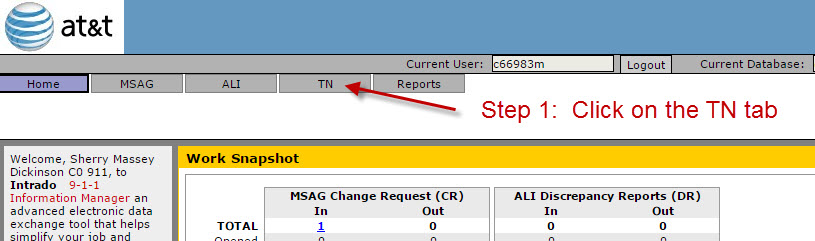 at&t
Current User: c66983m Logout Current Database:
Home MSAG ALI TN Reports
Step 1: Click on the TN tab
Welcome, Sherry Massey
Dickinson C0 911, to
Intrado 9-1-1
Information Manager an
advanced electronic data
exchange tool that helps
simplify your job and
Work Snapshot
MSAG Change Request (CR) ALI Discrepancy Reports (DR)
In Out In Out
TOTAL 1 0 0 0
Opened 0 0 0 0